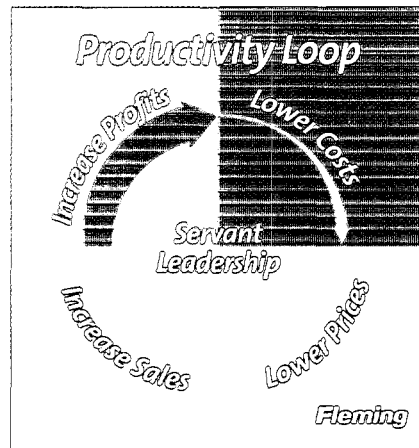 Productivity Loop
Increase Profits
Lower Costs
Servant
Leadership
Increase Sales
Lower Prices
Fleming